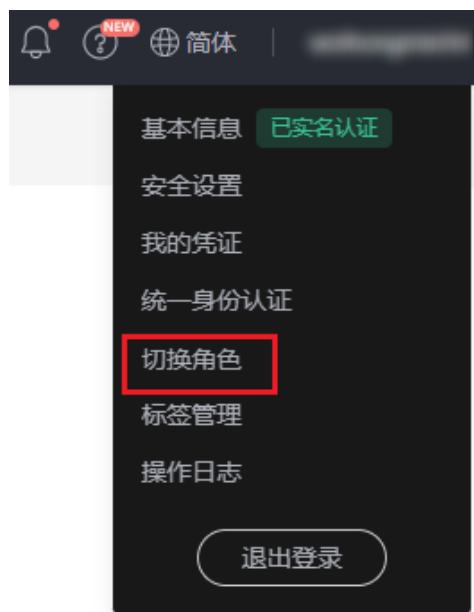 NEW
简体
基本信息 已实名认证
安全设置
我的凭证
统一身份认证
切换角色
标签管理
操作日志
退出登录